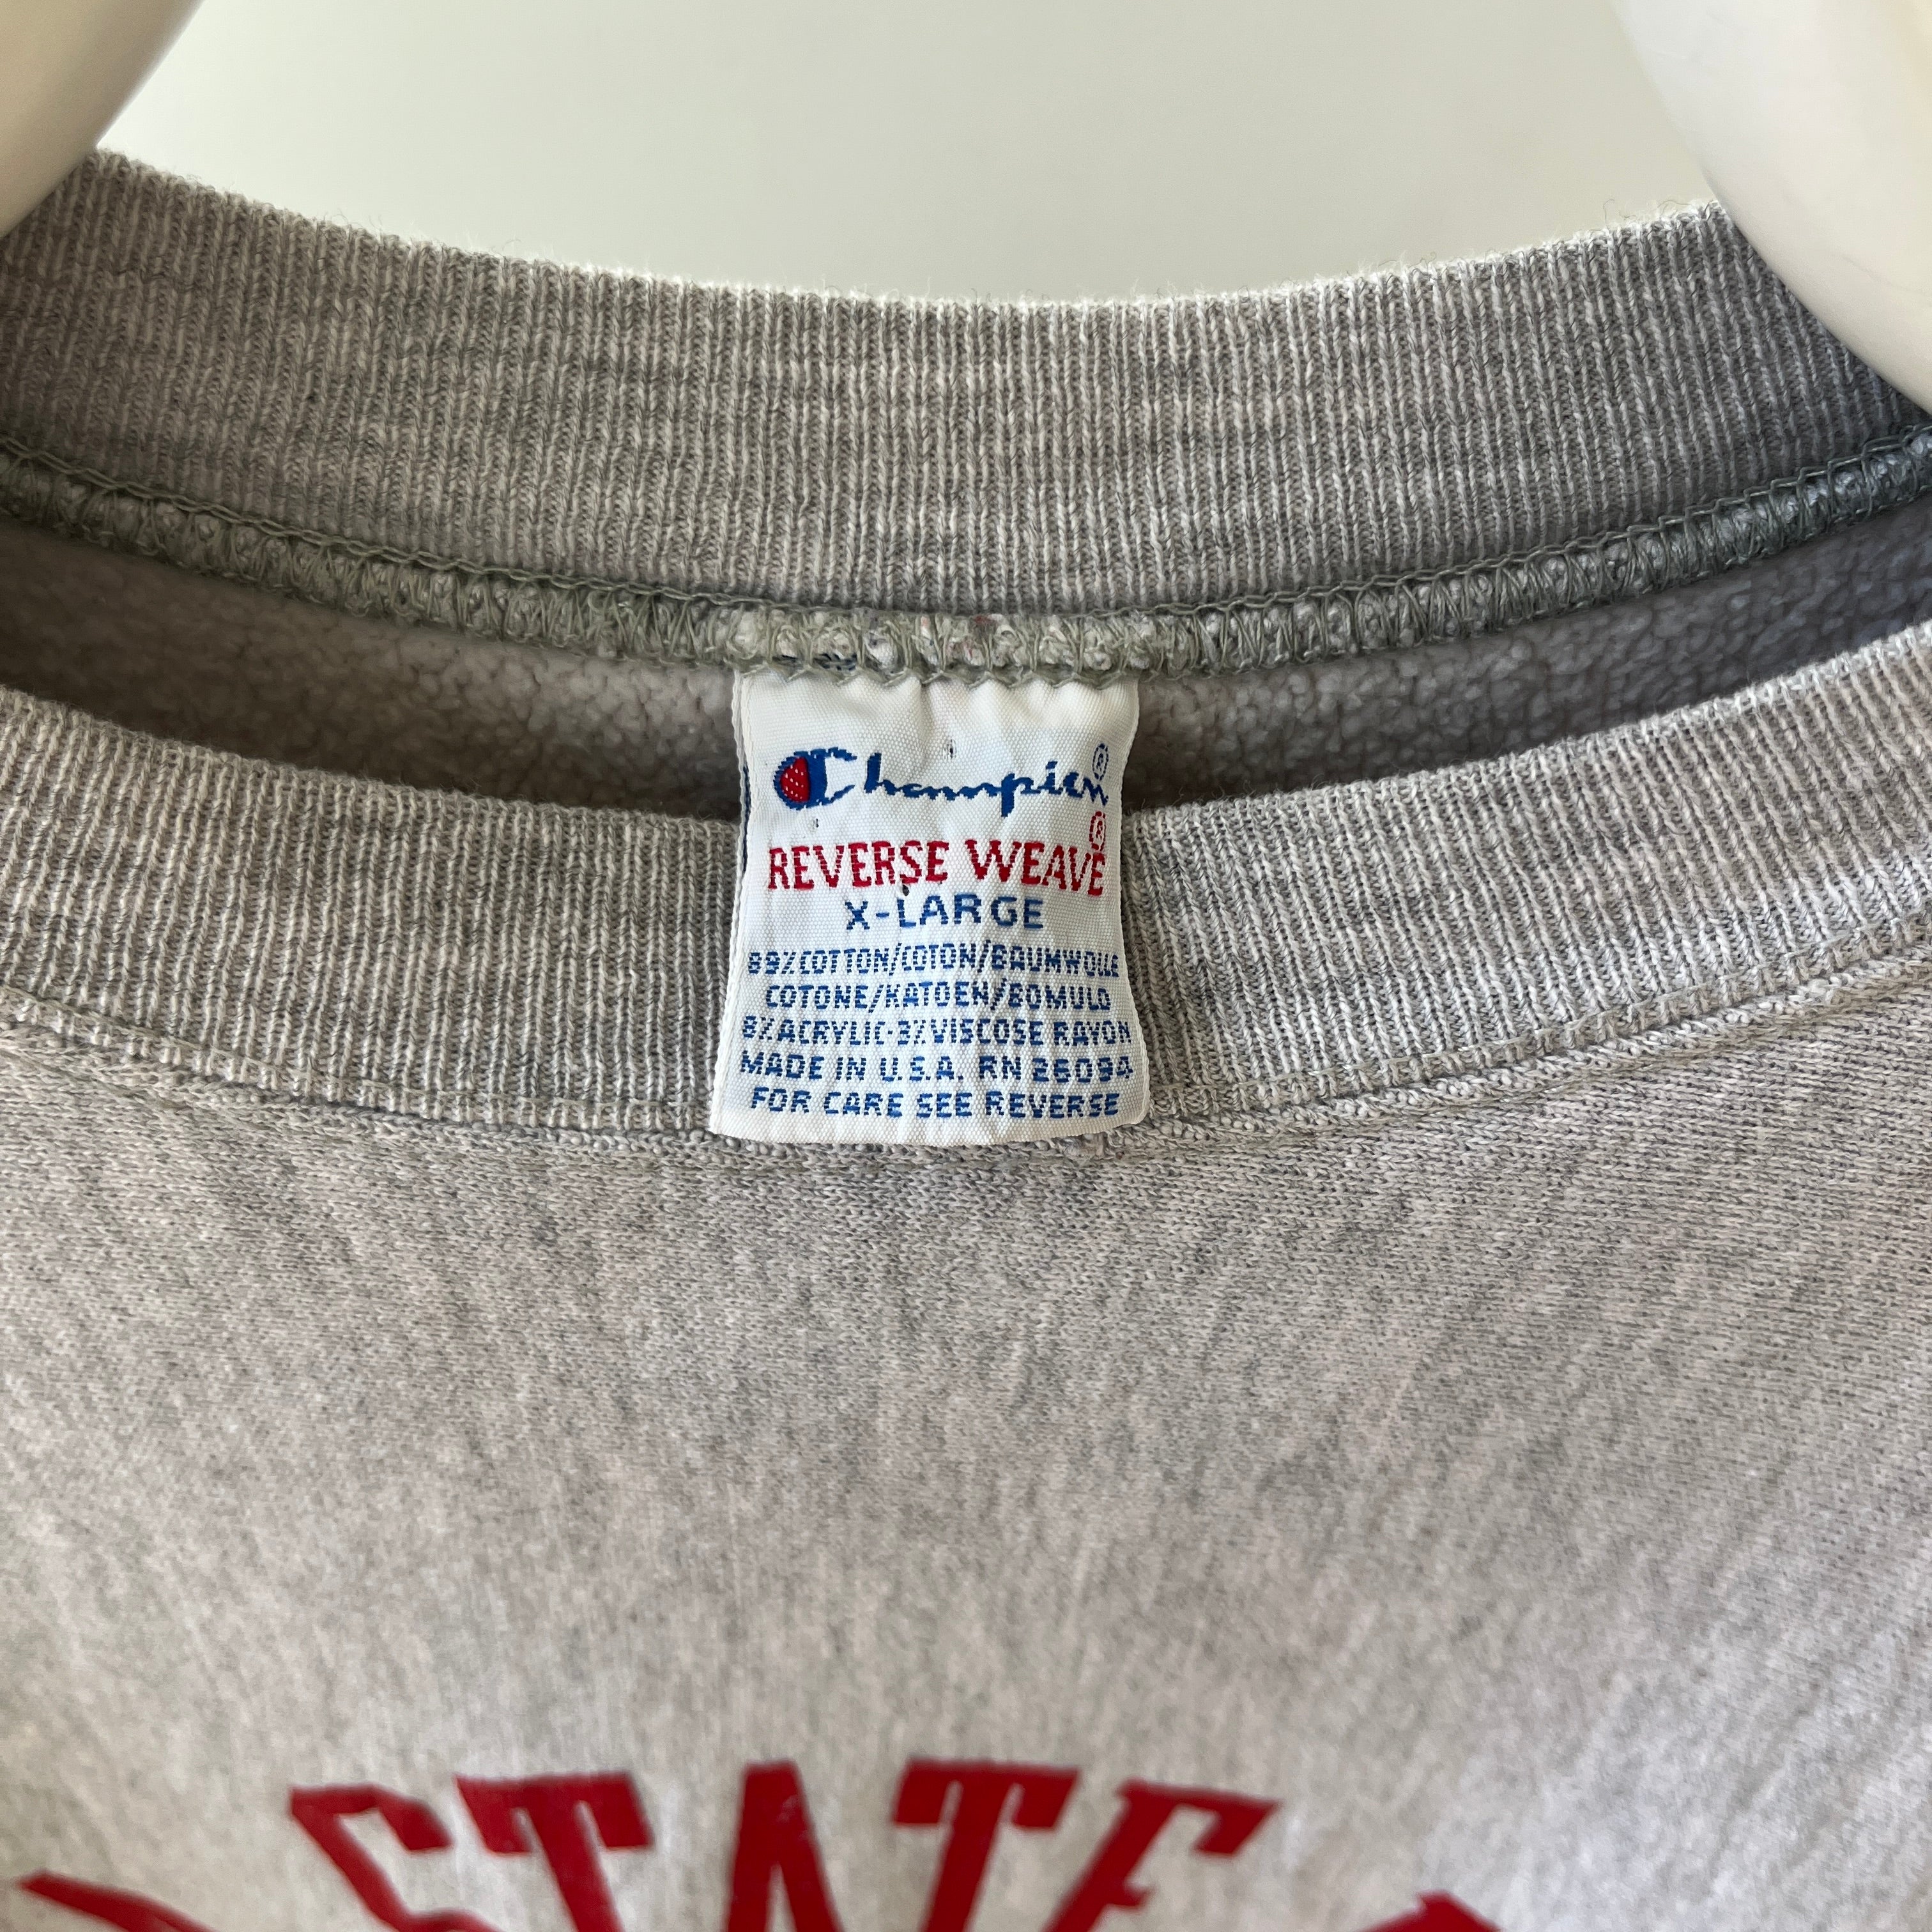 Champion®
REVERSE WEAVE®
X-LARGE
89% COTTON/COTON/BAUMWOLLE
COTONE/KATOEN/BOMULD
8% ACRYLIC·3% VISCOSE RAYON
MADE IN U.S.A. RN 26094
FOR CARE SEE REVERSE
STATE